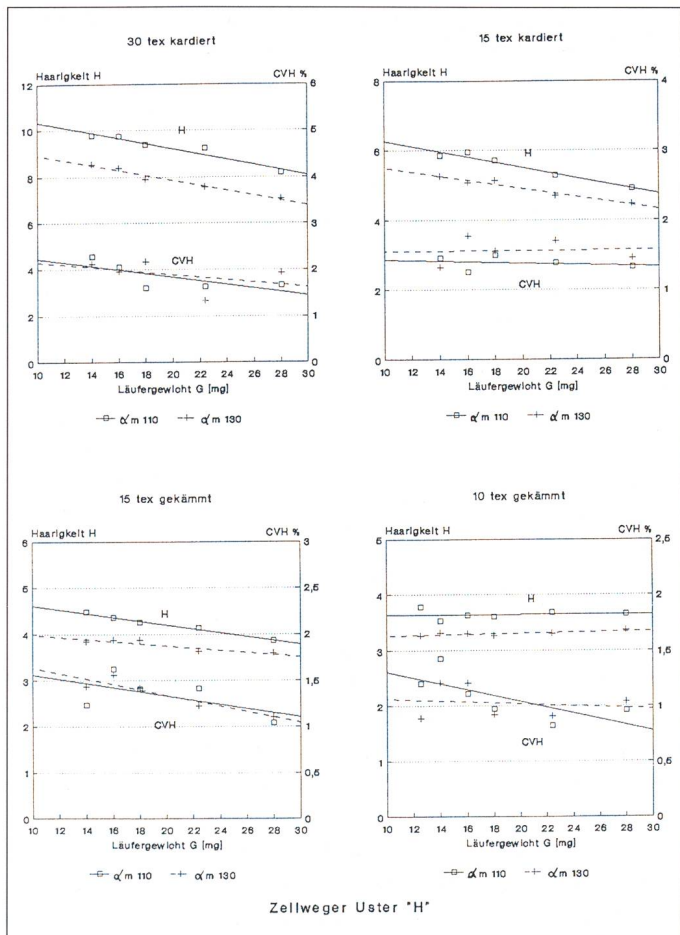 30 tex kardiert
Haarigkeit H CVH %
12 10 8 6 4 2 0
6 5 4 3 2 1 0
H
CVH
10 12 14 16 18 20 22 24 26 28 30
Läufergewicht G [mg]
α'm 110 α'm 130
15 tex kardiert
Haarigkeit H CVH %
8 6 4 2 0
4 3 2 1 0
H
CVH
10 12 14 16 18 20 22 24 26 28 30
Läufergewicht G [mg]
α'm 110 α'm 130
15 tex gekämmt
Haarigkeit H CVH %
6 5 4 3 2 1 0
3 2,5 2 1,5 1 0,5 0
H
CVH
10 14 16 18 20 22 24 26 28 30
Läufergewicht G [mg]
α'm 110 α'm 130
10 tex gekämmt
Haarigkeit H CVH %
5 4 3 2 1 0
2,5 2 1,5 1 0,5 0
H
CVH
10 12 14 16 18 20 22 24 26 28 30
Läufergewicht G [mg]
α'm 110 α'm 130
Zellweger Uster "H"